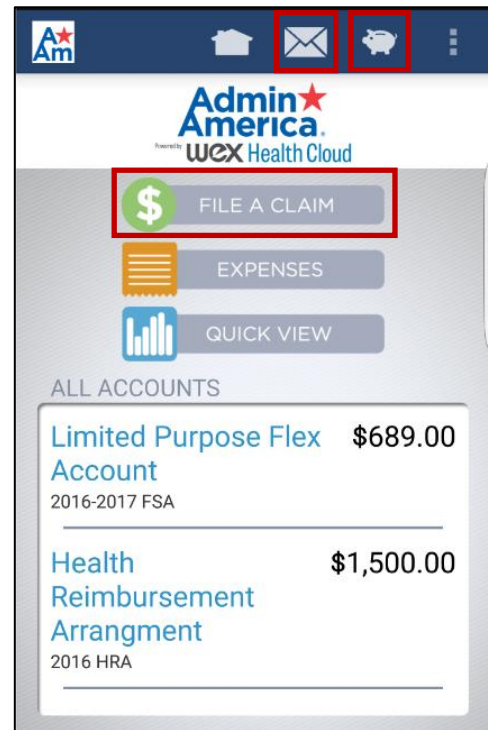 A
Am
Admin
America.
Powered by wex Health Cloud
$ FILE A CLAIM
EXPENSES
QUICK VIEW
ALL ACCOUNTS
Limited Purpose Flex $689.00
Account
2016-2017 FSA
Health $1,500.00
Reimbursement
Arrangment
2016 HRA